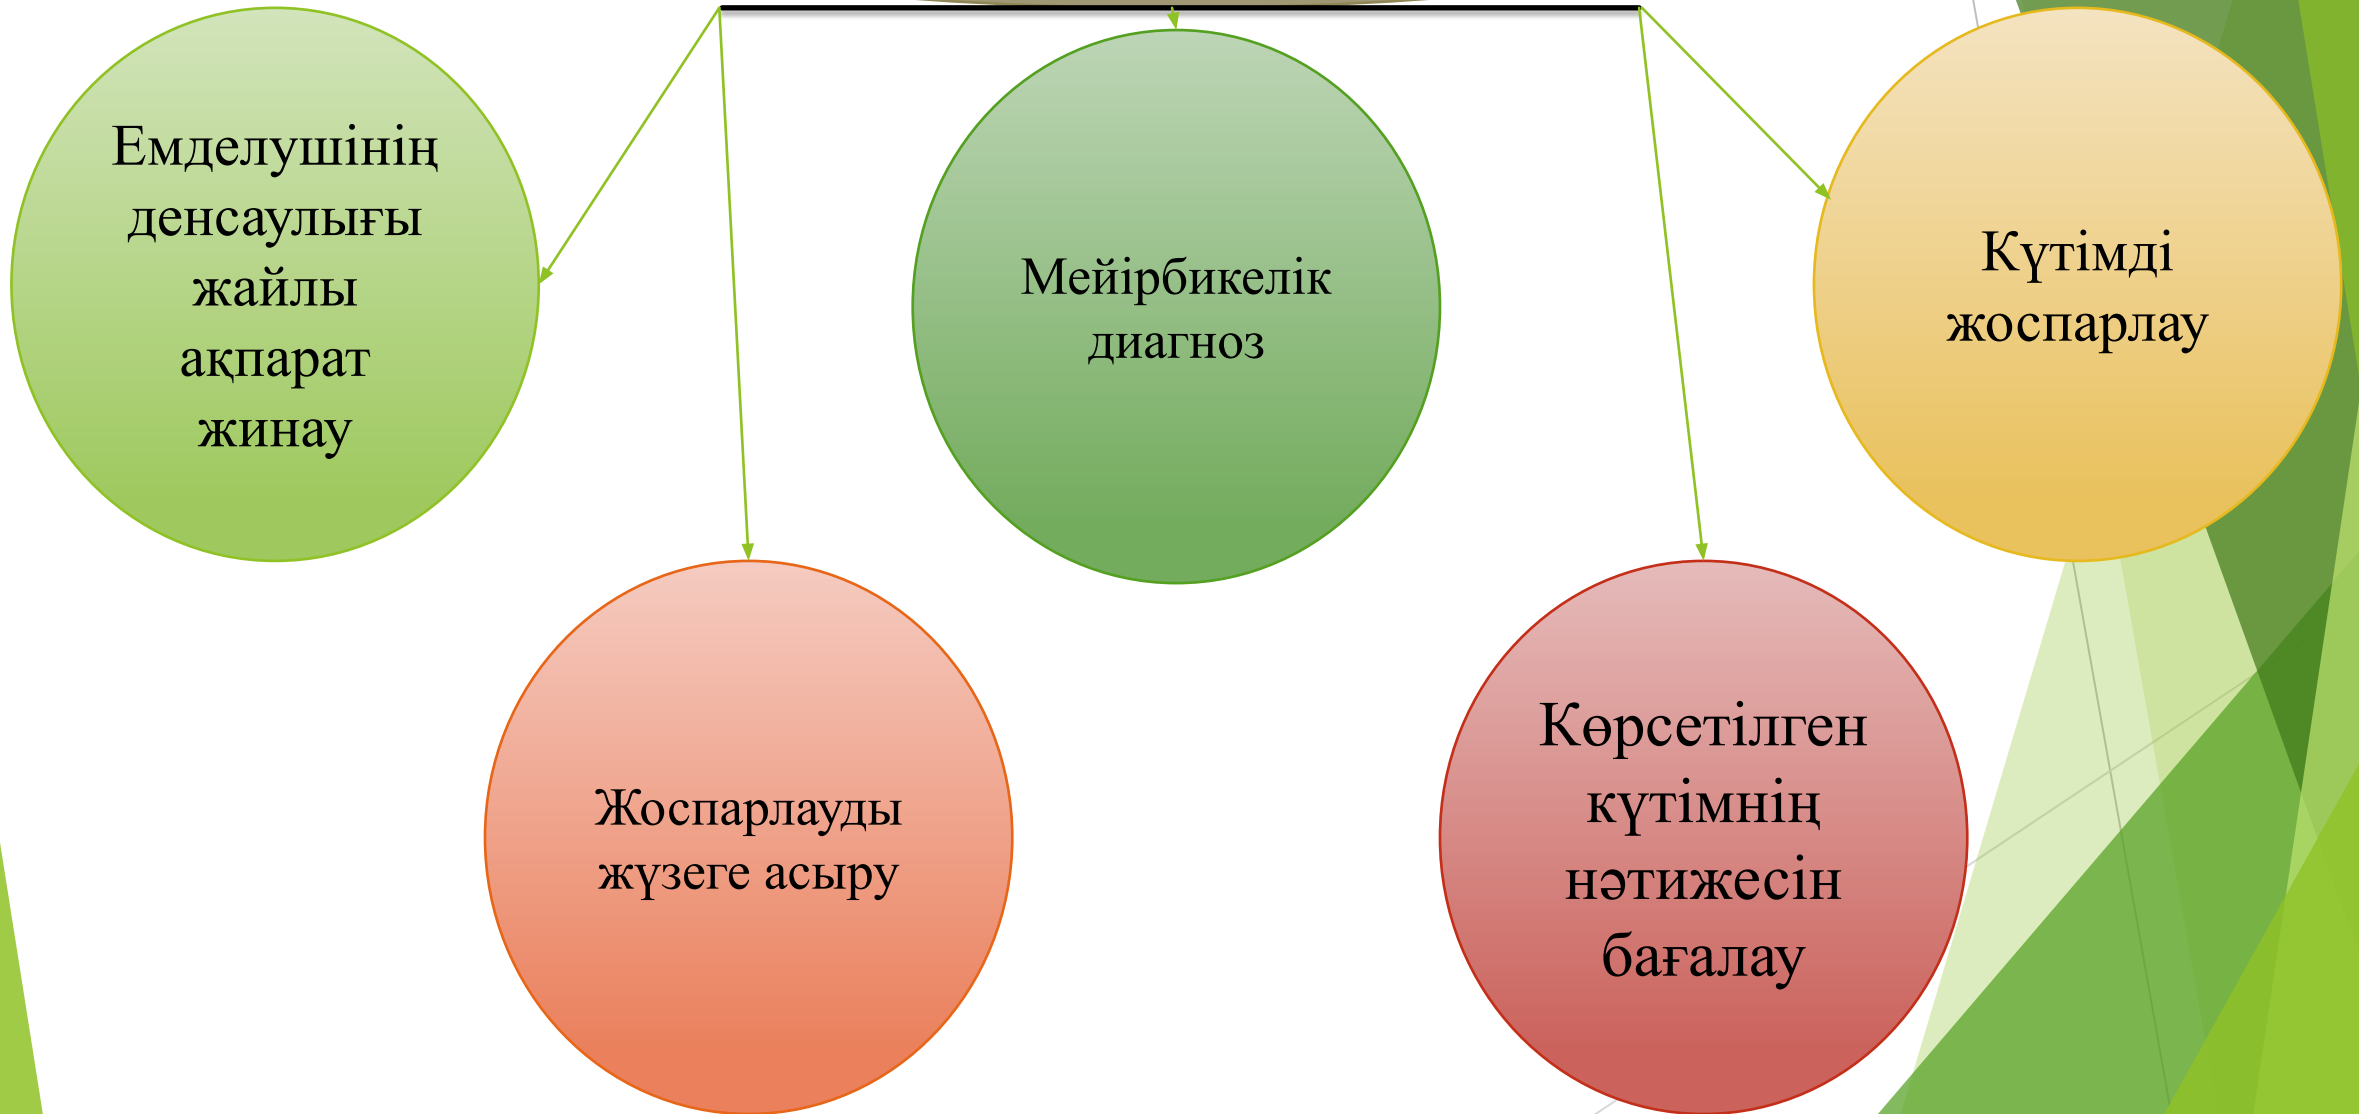 Емделушінің
денсаулығы
жайлы
ақпарат
жинау
Мейірбикелік
диагноз
Күтімді
жоспарлау
Жоспарлауды
жүзеге асыру
Көрсетілген
күтімнің
нәтижесін
бағалау